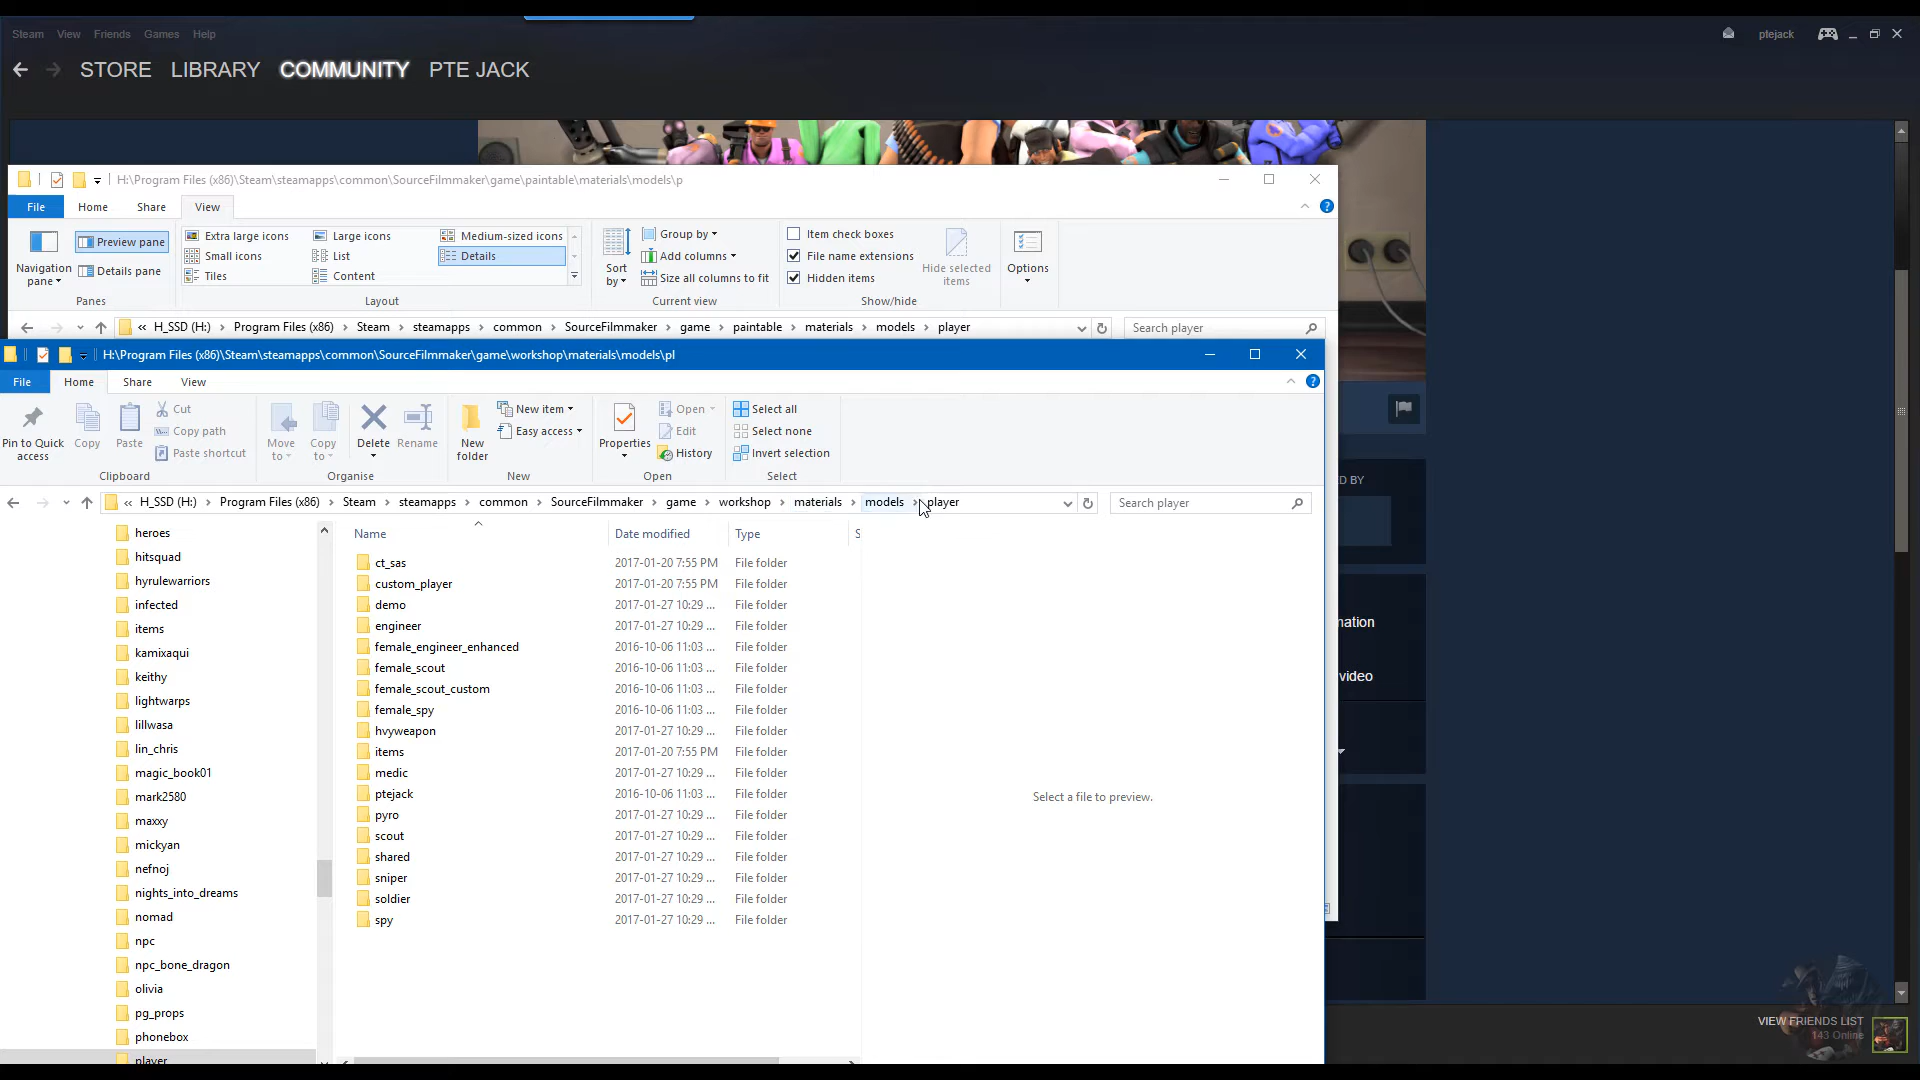 Steam View Friends Games Help
ptejack
STORE LIBRARY COMMUNITY PTE JACK
H:\Program Files (x86)\Steam\steamapps\common\SourceFilmmaker\game\paintable\materials\models\p
File Home Share View
Navigation pane
Preview pane
Details pane
Panes
Extra large icons Large icons Medium-sized icons
Small icons List Details
Tiles Content
Layout
Sort by
Group by
Add columns
Size all columns to fit
Current view
Item check boxes
File name extensions
Hidden items
Hide selected items
Show/hide
Options
« H_SSD (H:) Program Files (x86) Steam steamapps common SourceFilmmaker game paintable materials models player
Search player
H:\Program Files (x86)\Steam\steamapps\common\SourceFilmmaker\game\workshop\materials\models\pl
File Home Share View
Pin to Quick access
Copy
Paste
Cut
Copy path
Paste shortcut
Clipboard
Move to
Copy to
Delete
Rename
Organise
New folder
New item
Easy access
New
Properties
Open
Edit
History
Open
Select all
Select none
Invert selection
Select
« H_SSD (H:) Program Files (x86) Steam steamapps common SourceFilmmaker game workshop materials models player
Search player
heroes
hitsquad
hyrulewarriors
infected
items
kamixaqui
keithy
lightwarps
lillwasa
lin_chris
magic_book01
mark2580
maxxy
mickyan
nefnoj
nights_into_dreams
nomad
npc
npc_bone_dragon
olivia
pg_props
phonebox
player
Name Date modified Type S
ct_sas 2017-01-20 7:55 PM File folder
custom_player 2017-01-20 7:55 PM File folder
demo 2017-01-27 10:29 ... File folder
engineer 2017-01-27 10:29 ... File folder
female_engineer_enhanced 2016-10-06 11:03 ... File folder
female_scout 2016-10-06 11:03 ... File folder
female_scout_custom 2016-10-06 11:03 ... File folder
female_spy 2016-10-06 11:03 ... File folder
hvyweapon 2017-01-27 10:29 ... File folder
items 2017-01-20 7:55 PM File folder
medic 2017-01-27 10:29 ... File folder
ptejack 2016-10-06 11:03 ... File folder
pyro 2017-01-27 10:29 ... File folder
scout 2017-01-27 10:29 ... File folder
shared 2017-01-27 10:29 ... File folder
sniper 2017-01-27 10:29 ... File folder
soldier 2017-01-27 10:29 ... File folder
spy 2017-01-27 10:29 ... File folder
Select a file to preview.
D BY
nation
video
VIEW FRIENDS LIST
143 Online